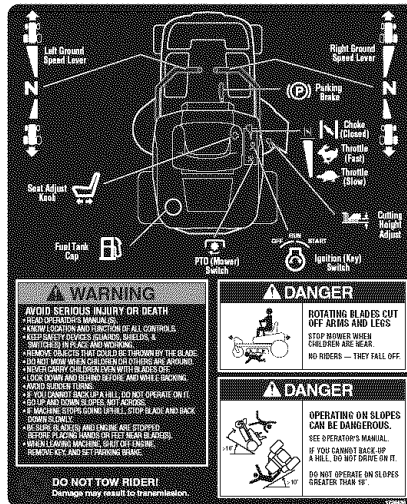 Left Ground
Speed Lever
Right Ground
Speed Lever
N
N
Parking
Brake
Choke
(Closed)
Throttle
(Fast)
Throttle
(Slow)
Seat Adjust
Knob
Cutting
Height
Adjust
Fuel Tank
Cap
PTO (Mower)
Switch
OFF RUN START
Ignition (Key)
Switch
WARNING
AVOID SERIOUS INJURY OR DEATH
• READ OPERATOR'S MANUAL(S).
• KNOW LOCATION AND FUNCTION OF ALL CONTROLS.
• KEEP SAFETY DEVICES (GUARDS, SHIELDS, &
SWITCHES) IN PLACE AND WORKING.
• REMOVE OBJECTS THAT COULD BE THROWN BY THE BLADE.
• DO NOT MOW WHEN CHILDREN OR OTHERS ARE AROUND.
• NEVER CARRY CHILDREN EVEN WITH BLADES OFF.
• LOOK DOWN AND BEHIND BEFORE AND WHILE BACKING.
• AVOID SUDDEN TURNS.
• IF YOU CANNOT BACK UP A HILL, DO NOT OPERATE ON IT.
• GO UP AND DOWN SLOPES, NOT ACROSS.
• IF MACHINE STOPS GOING UPHILL, STOP BLADE AND BACK
DOWN SLOWLY.
• BE SURE BLADE(S) AND ENGINE ARE STOPPED
BEFORE PLACING HANDS OR FEET NEAR BLADE(S).
• WHEN LEAVING MACHINE, SHUT OFF ENGINE,
REMOVE KEY, AND SET PARKING BRAKE.
DO NOT TOW RIDER!
Damage may result to transmission.
DANGER
ROTATING BLADES CUT
OFF ARMS AND LEGS
STOP MOWER WHEN
CHILDREN ARE NEAR.
NO RIDERS — THEY FALL OFF.
DANGER
OPERATING ON SLOPES
CAN BE DANGEROUS.
SEE OPERATOR'S MANUAL.
IF YOU CANNOT BACK-UP
A HILL, DO NOT DRIVE ON IT.
DO NOT OPERATE ON SLOPES
GREATER THAN 10°.
>10°